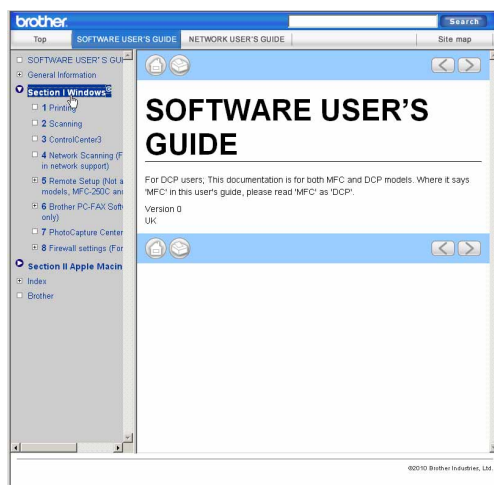 brother.
Search
Top SOFTWARE USER'S GUIDE NETWORK USER'S GUIDE Site map
SOFTWARE USER'S GUI
General Information
Section I Windows®
1 Printing
2 Scanning
3 ControlCenter3
4 Network Scanning (F
in network support)
5 Remote Setup (Not a
models, MFC-250C an
6 Brother PC-FAX Soft
only)
7 PhotoCapture Center
8 Firewall settings (For
Section II Apple Macin
Index
Brother
SOFTWARE USER'S
GUIDE
For DCP users; This documentation is for both MFC and DCP models. Where it says
'MFC' in this user's guide, please read 'MFC' as 'DCP'.
Version 0
UK
©2010 Brother Industries, Ltd.